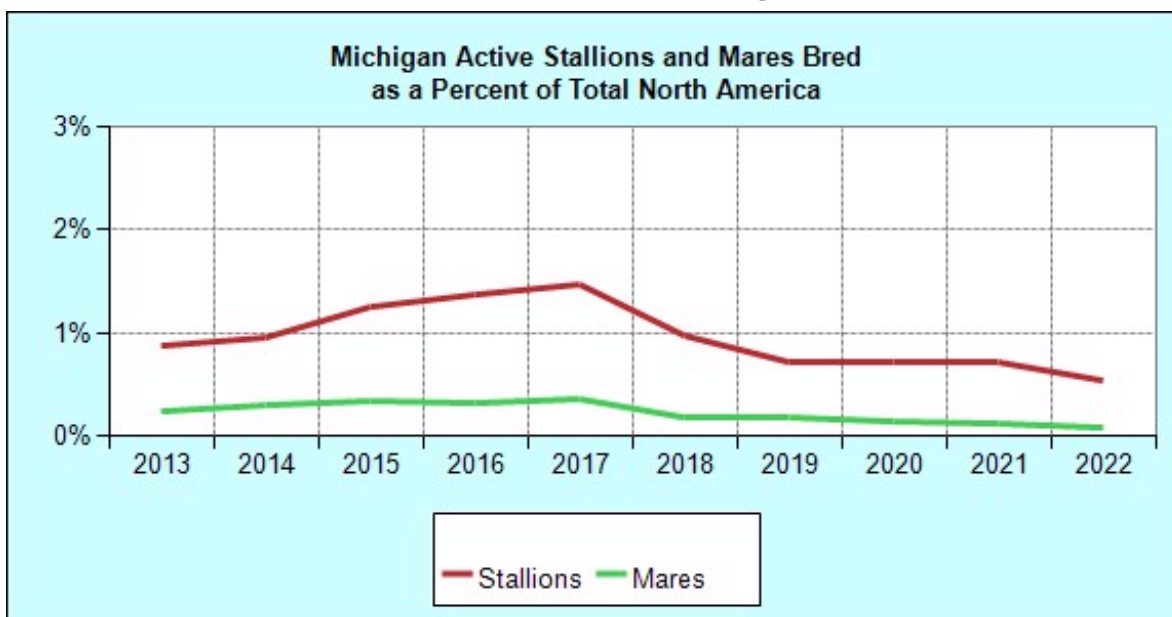 Michigan Active Stallions and Mares Bred
as a Percent of Total North America
3%
2%
1%
0%
2013 2014 2015 2016 2017 2018 2019 2020 2021 2022
Stallions Mares